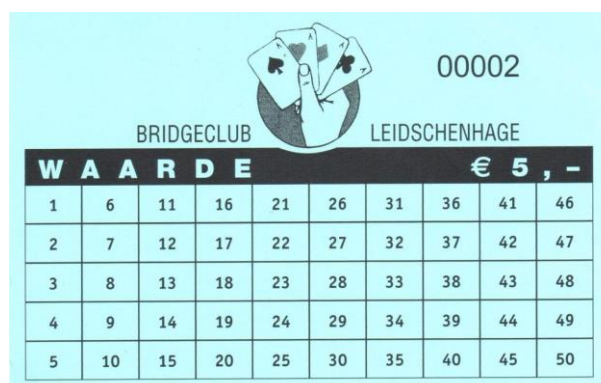 00002
BRIDGECLUB LEIDSCHENHAGE
WAARDE € 5,-
1 6 11 16 21 26 31 36 41 46
2 7 12 17 22 27 32 37 42 47
3 8 13 18 23 28 33 38 43 48
4 9 14 19 24 29 34 39 44 49
5 10 15 20 25 30 35 40 45 50